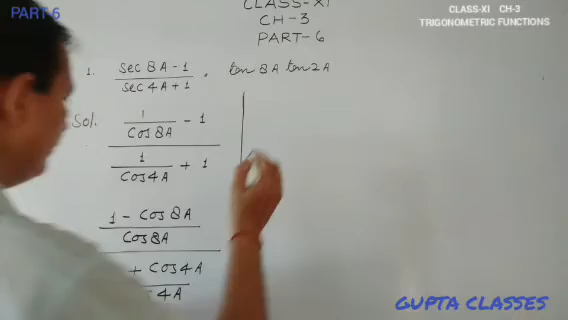 PART-6
CLASS-XI
CH-3
PART-6
CLASS-XI CH-3
TRIGONOMETRIC FUNCTIONS
1. sec 8A - 1 / sec 4A + 1 = tan 8A tan 2A
Sol. 1 / cos 8A - 1
1 / cos 4A + 1
1 - cos 8A
cos 8A
+ cos 4A
4A
GUPTA CLASSES